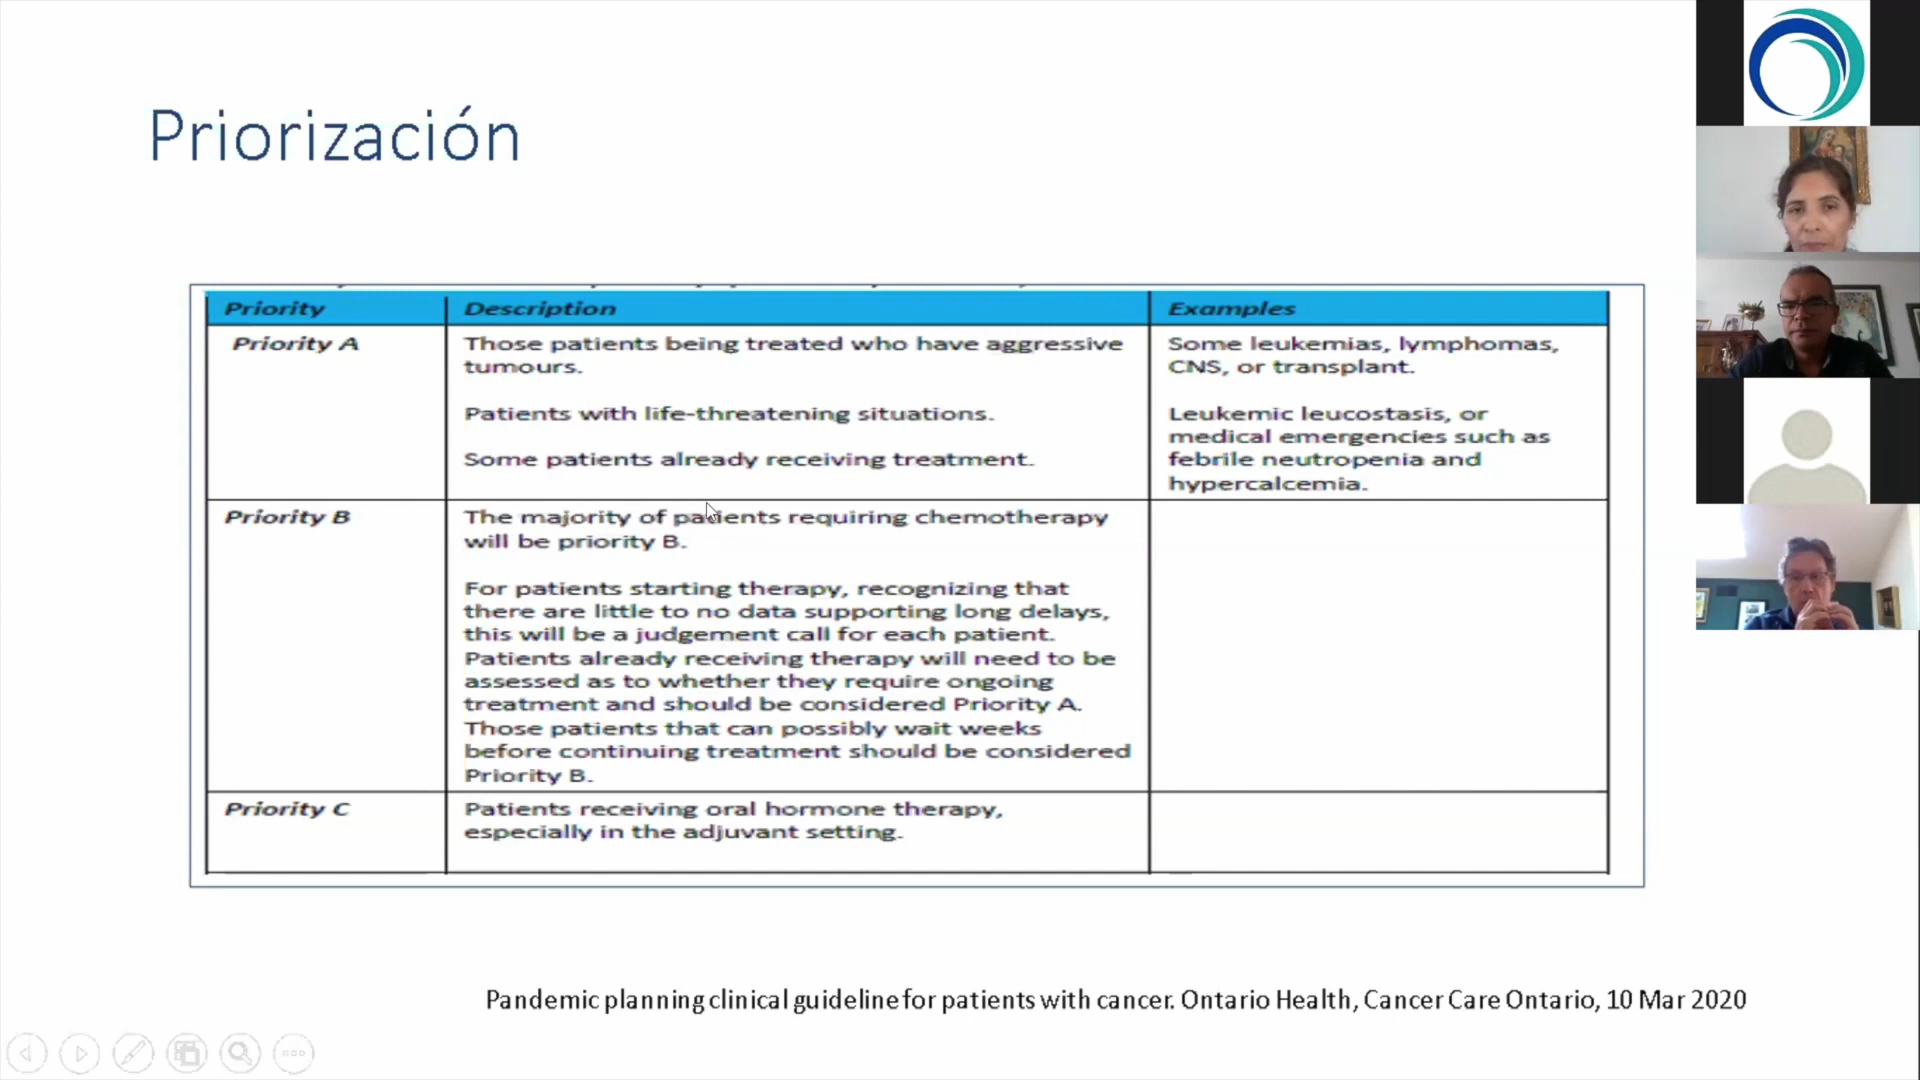 Priorización
Priority Description Examples
Priority A
Those patients being treated who have aggressive
tumours.
Patients with life-threatening situations.
Some patients already receiving treatment.
Some leukemias, lymphomas,
CNS, or transplant.
Leukemic leucostasis, or
medical emergencies such as
febrile neutropenia and
hypercalcemia.
Priority B
The majority of patients requiring chemotherapy
will be priority B.
For patients starting therapy, recognizing that
there are little to no data supporting long delays,
this will be a judgement call for each patient.
Patients already receiving therapy will need to be
assessed as to whether they require ongoing
treatment and should be considered Priority A.
Those patients that can possibly wait weeks
before continuing treatment should be considered
Priority B.
Priority C
Patients receiving oral hormone therapy,
especially in the adjuvant setting.
Pandemic planning clinical guideline for patients with cancer. Ontario Health, Cancer Care Ontario, 10 Mar 2020